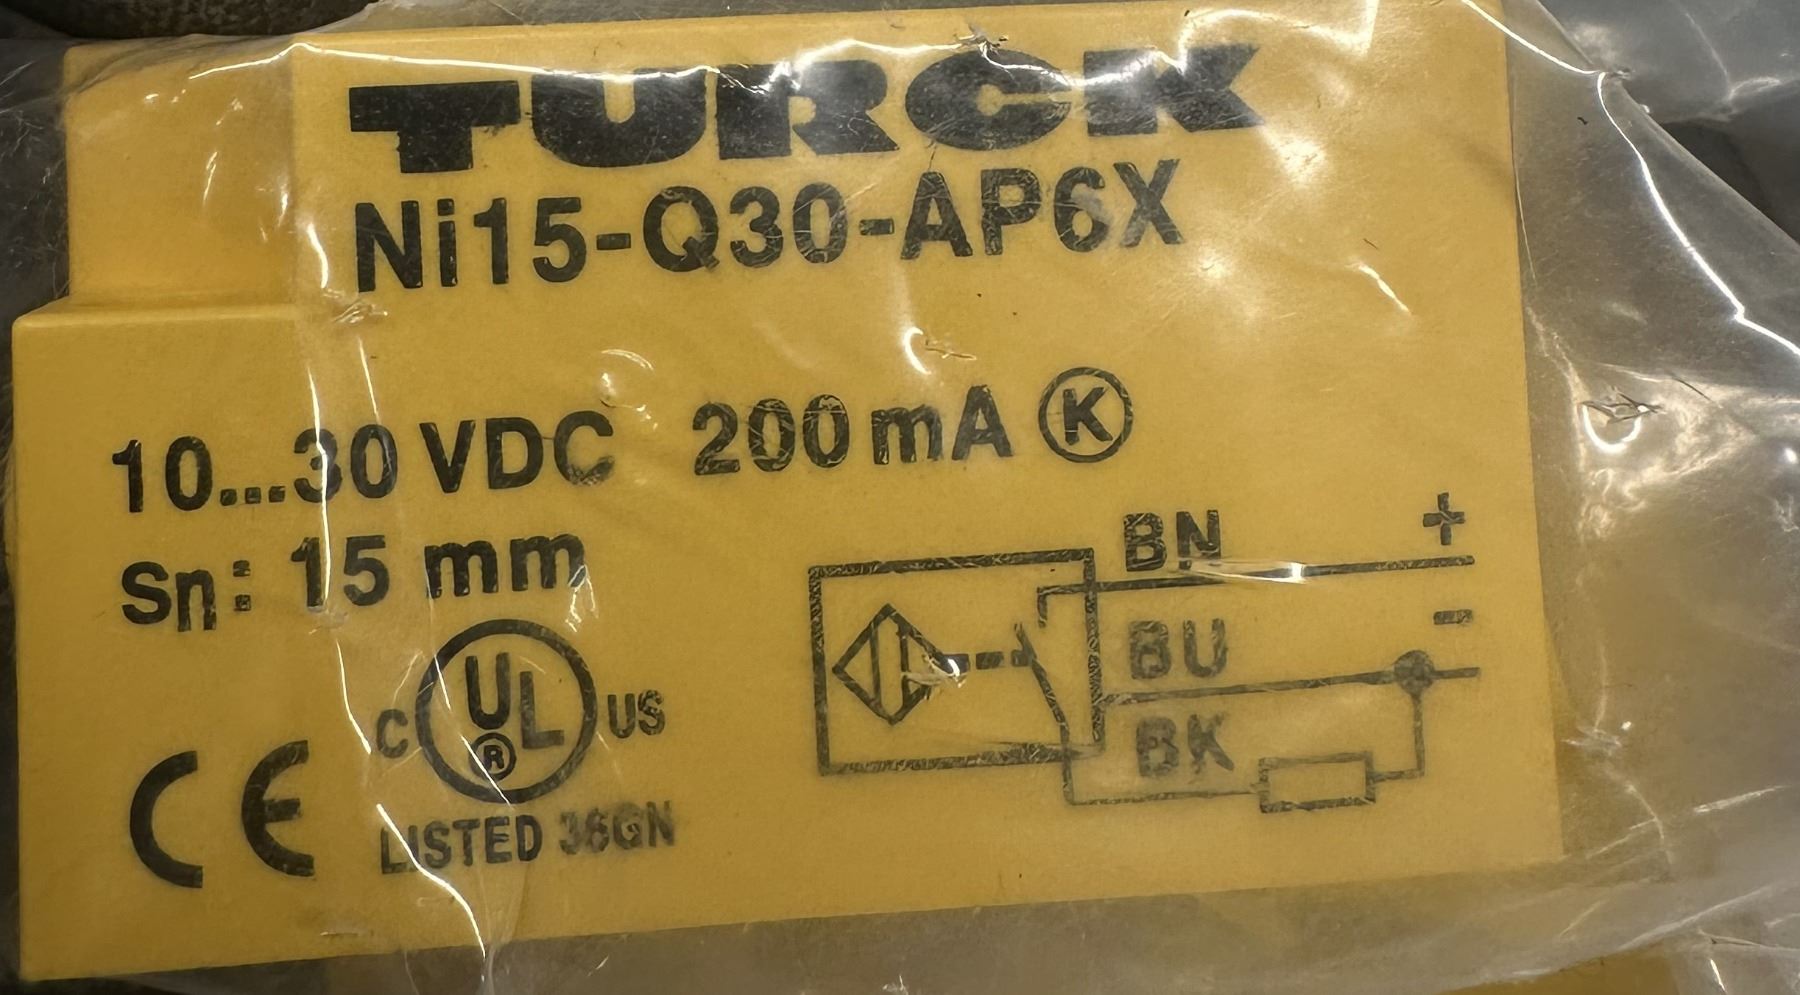 TURCK
Ni15-Q30-AP6X
10...30 VDC 200 mA K
Sn: 15 mm
BN +
BU -
BK
C UL ® US
CE
LISTED 36GN